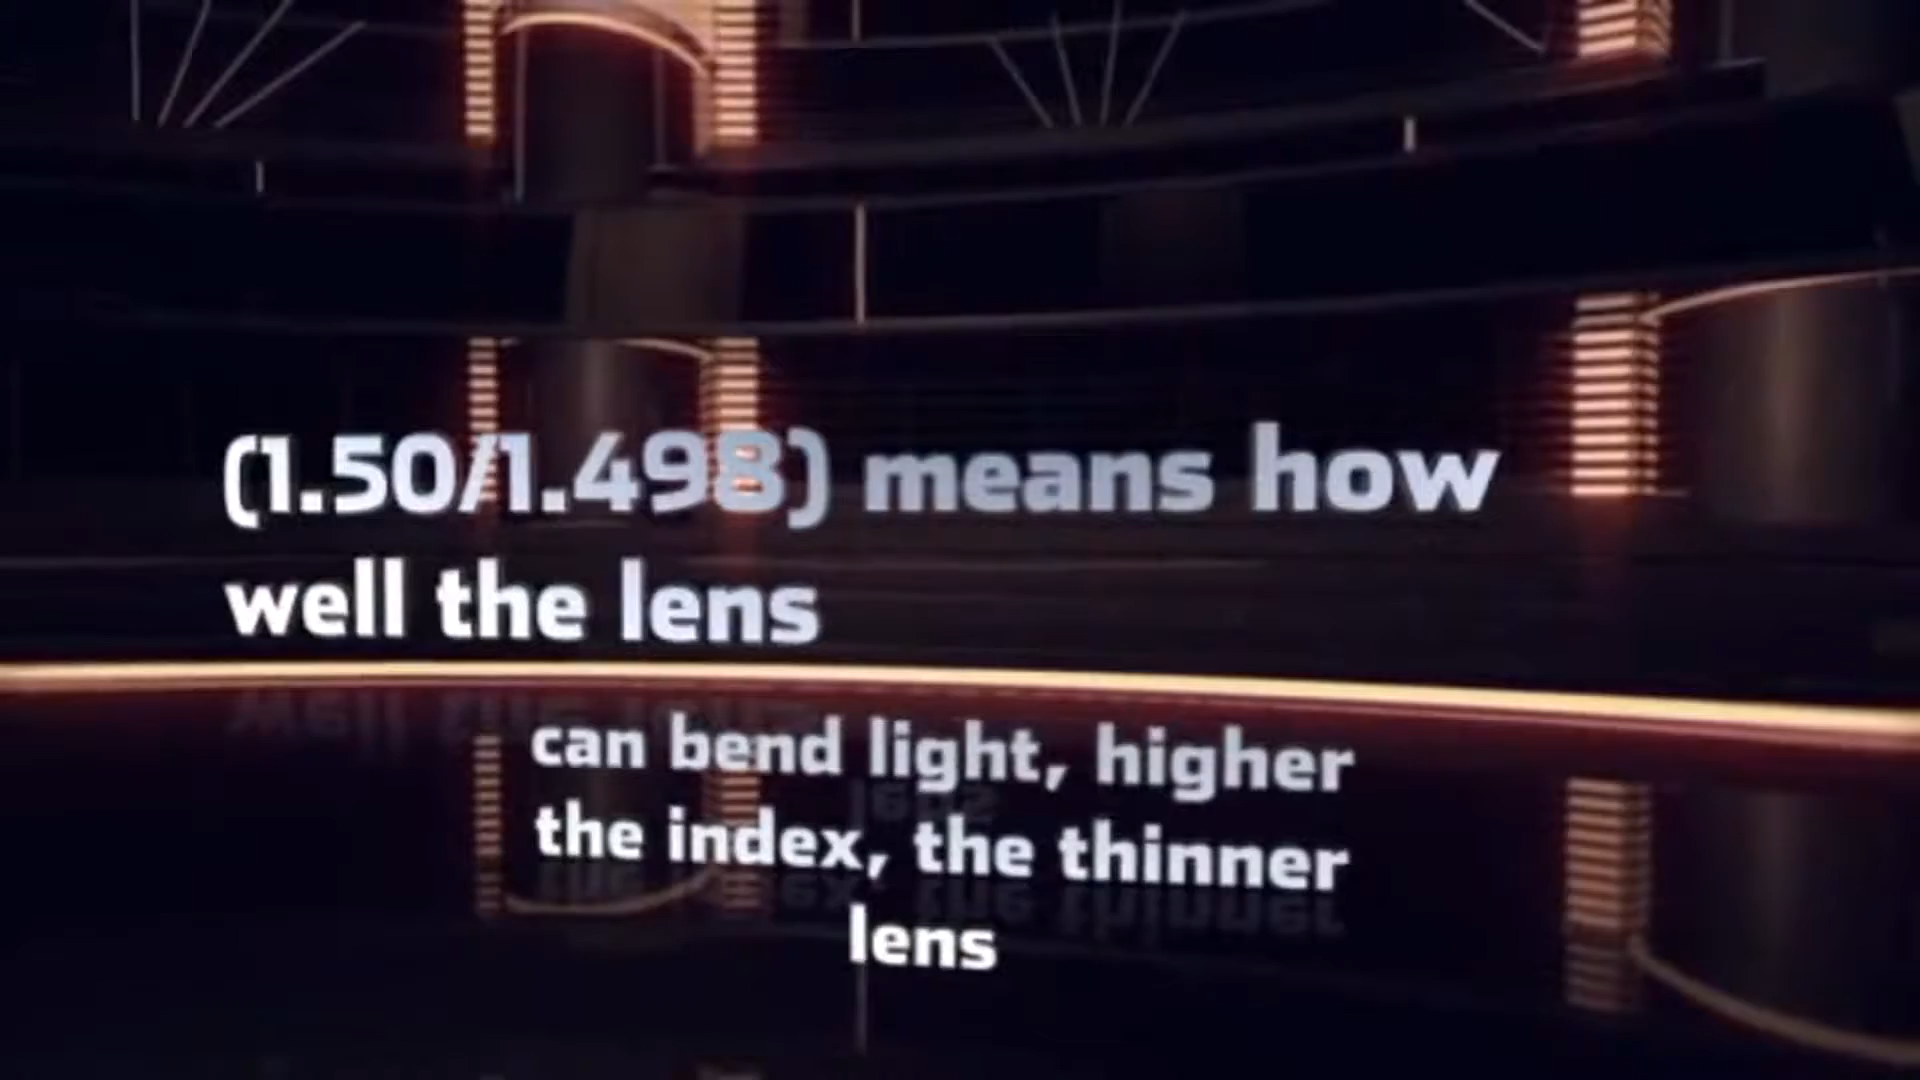 (1.50/1.498) means how
well the lens
can bend light, higher
the index, the thinner
lens